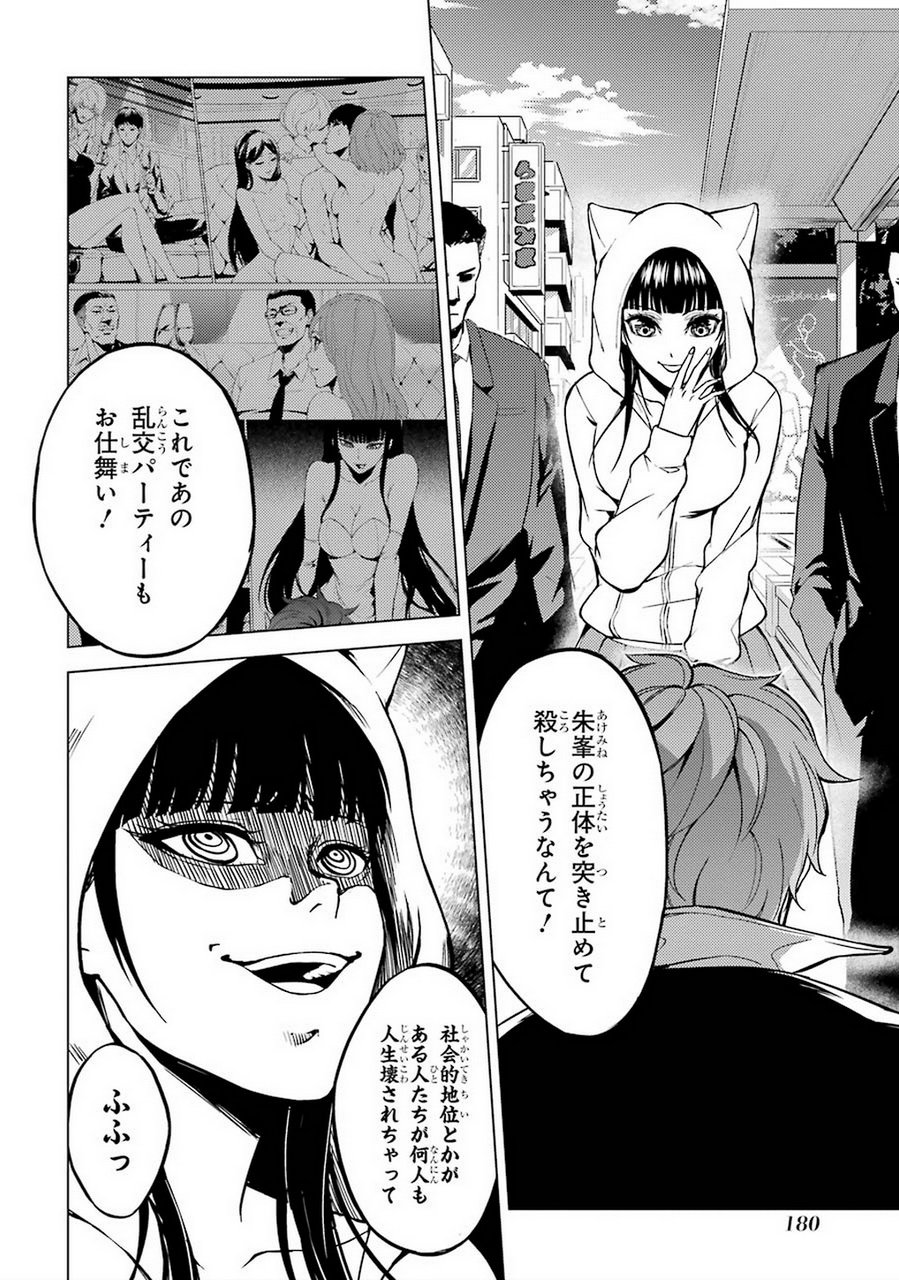 朱峯の正体を突き止めて
殺しちゃうなんて！
これであの
乱交パーティーも
お仕舞い！
社会的地位とかが
ある人たちが何人も
人生壊されちゃって
ふふっ
180